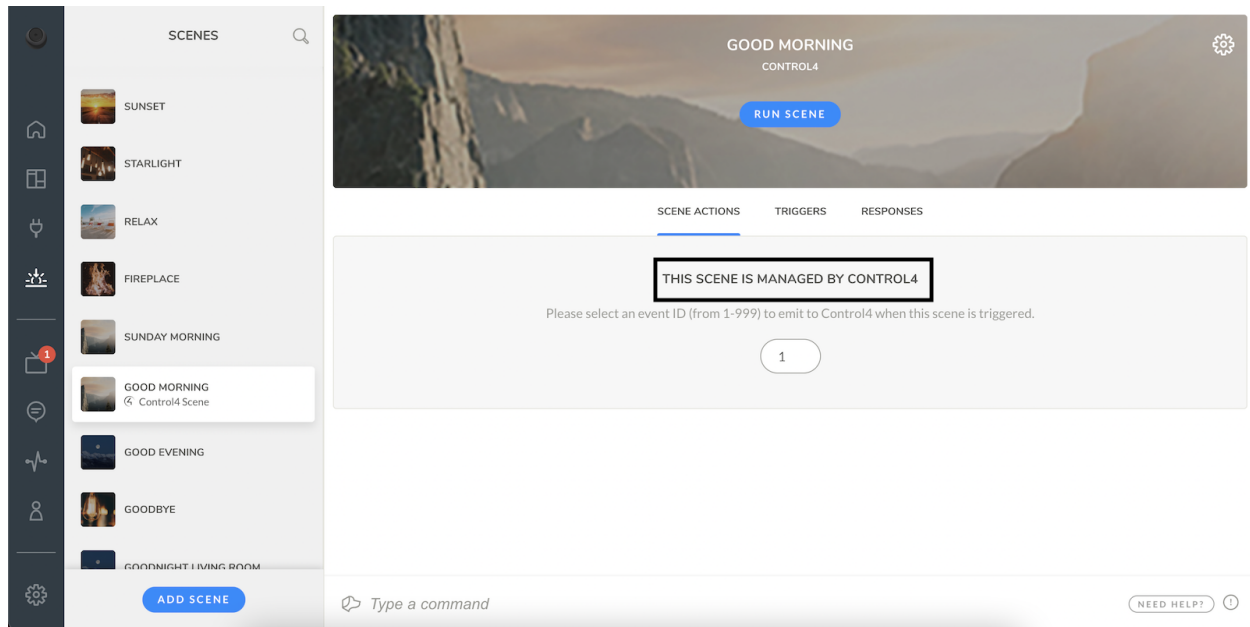 SCENES
SUNSET
STARLIGHT
RELAX
FIREPLACE
SUNDAY MORNING
GOOD MORNING
Control4 Scene
GOOD EVENING
GOODBYE
GOODNIGHT LIVING ROOM
ADD SCENE
1
GOOD MORNING
CONTROL4
RUN SCENE
SCENE ACTIONS TRIGGERS RESPONSES
THIS SCENE IS MANAGED BY CONTROL4
Please select an event ID (from 1-999) to emit to Control4 when this scene is triggered.
1
Type a command
NEED HELP?